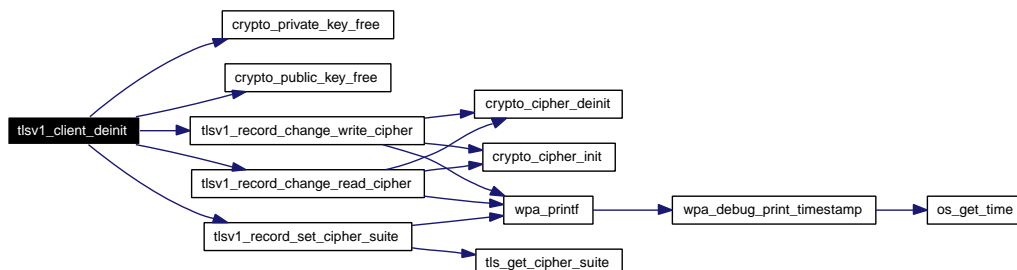 crypto_private_key_free
crypto_public_key_free
tlsv1_client_deinit
tlsv1_record_change_write_cipher
tlsv1_record_change_read_cipher
tlsv1_record_set_cipher_suite
crypto_cipher_deinit
crypto_cipher_init
wpa_printf
tls_get_cipher_suite
wpa_debug_print_timestamp
os_get_time